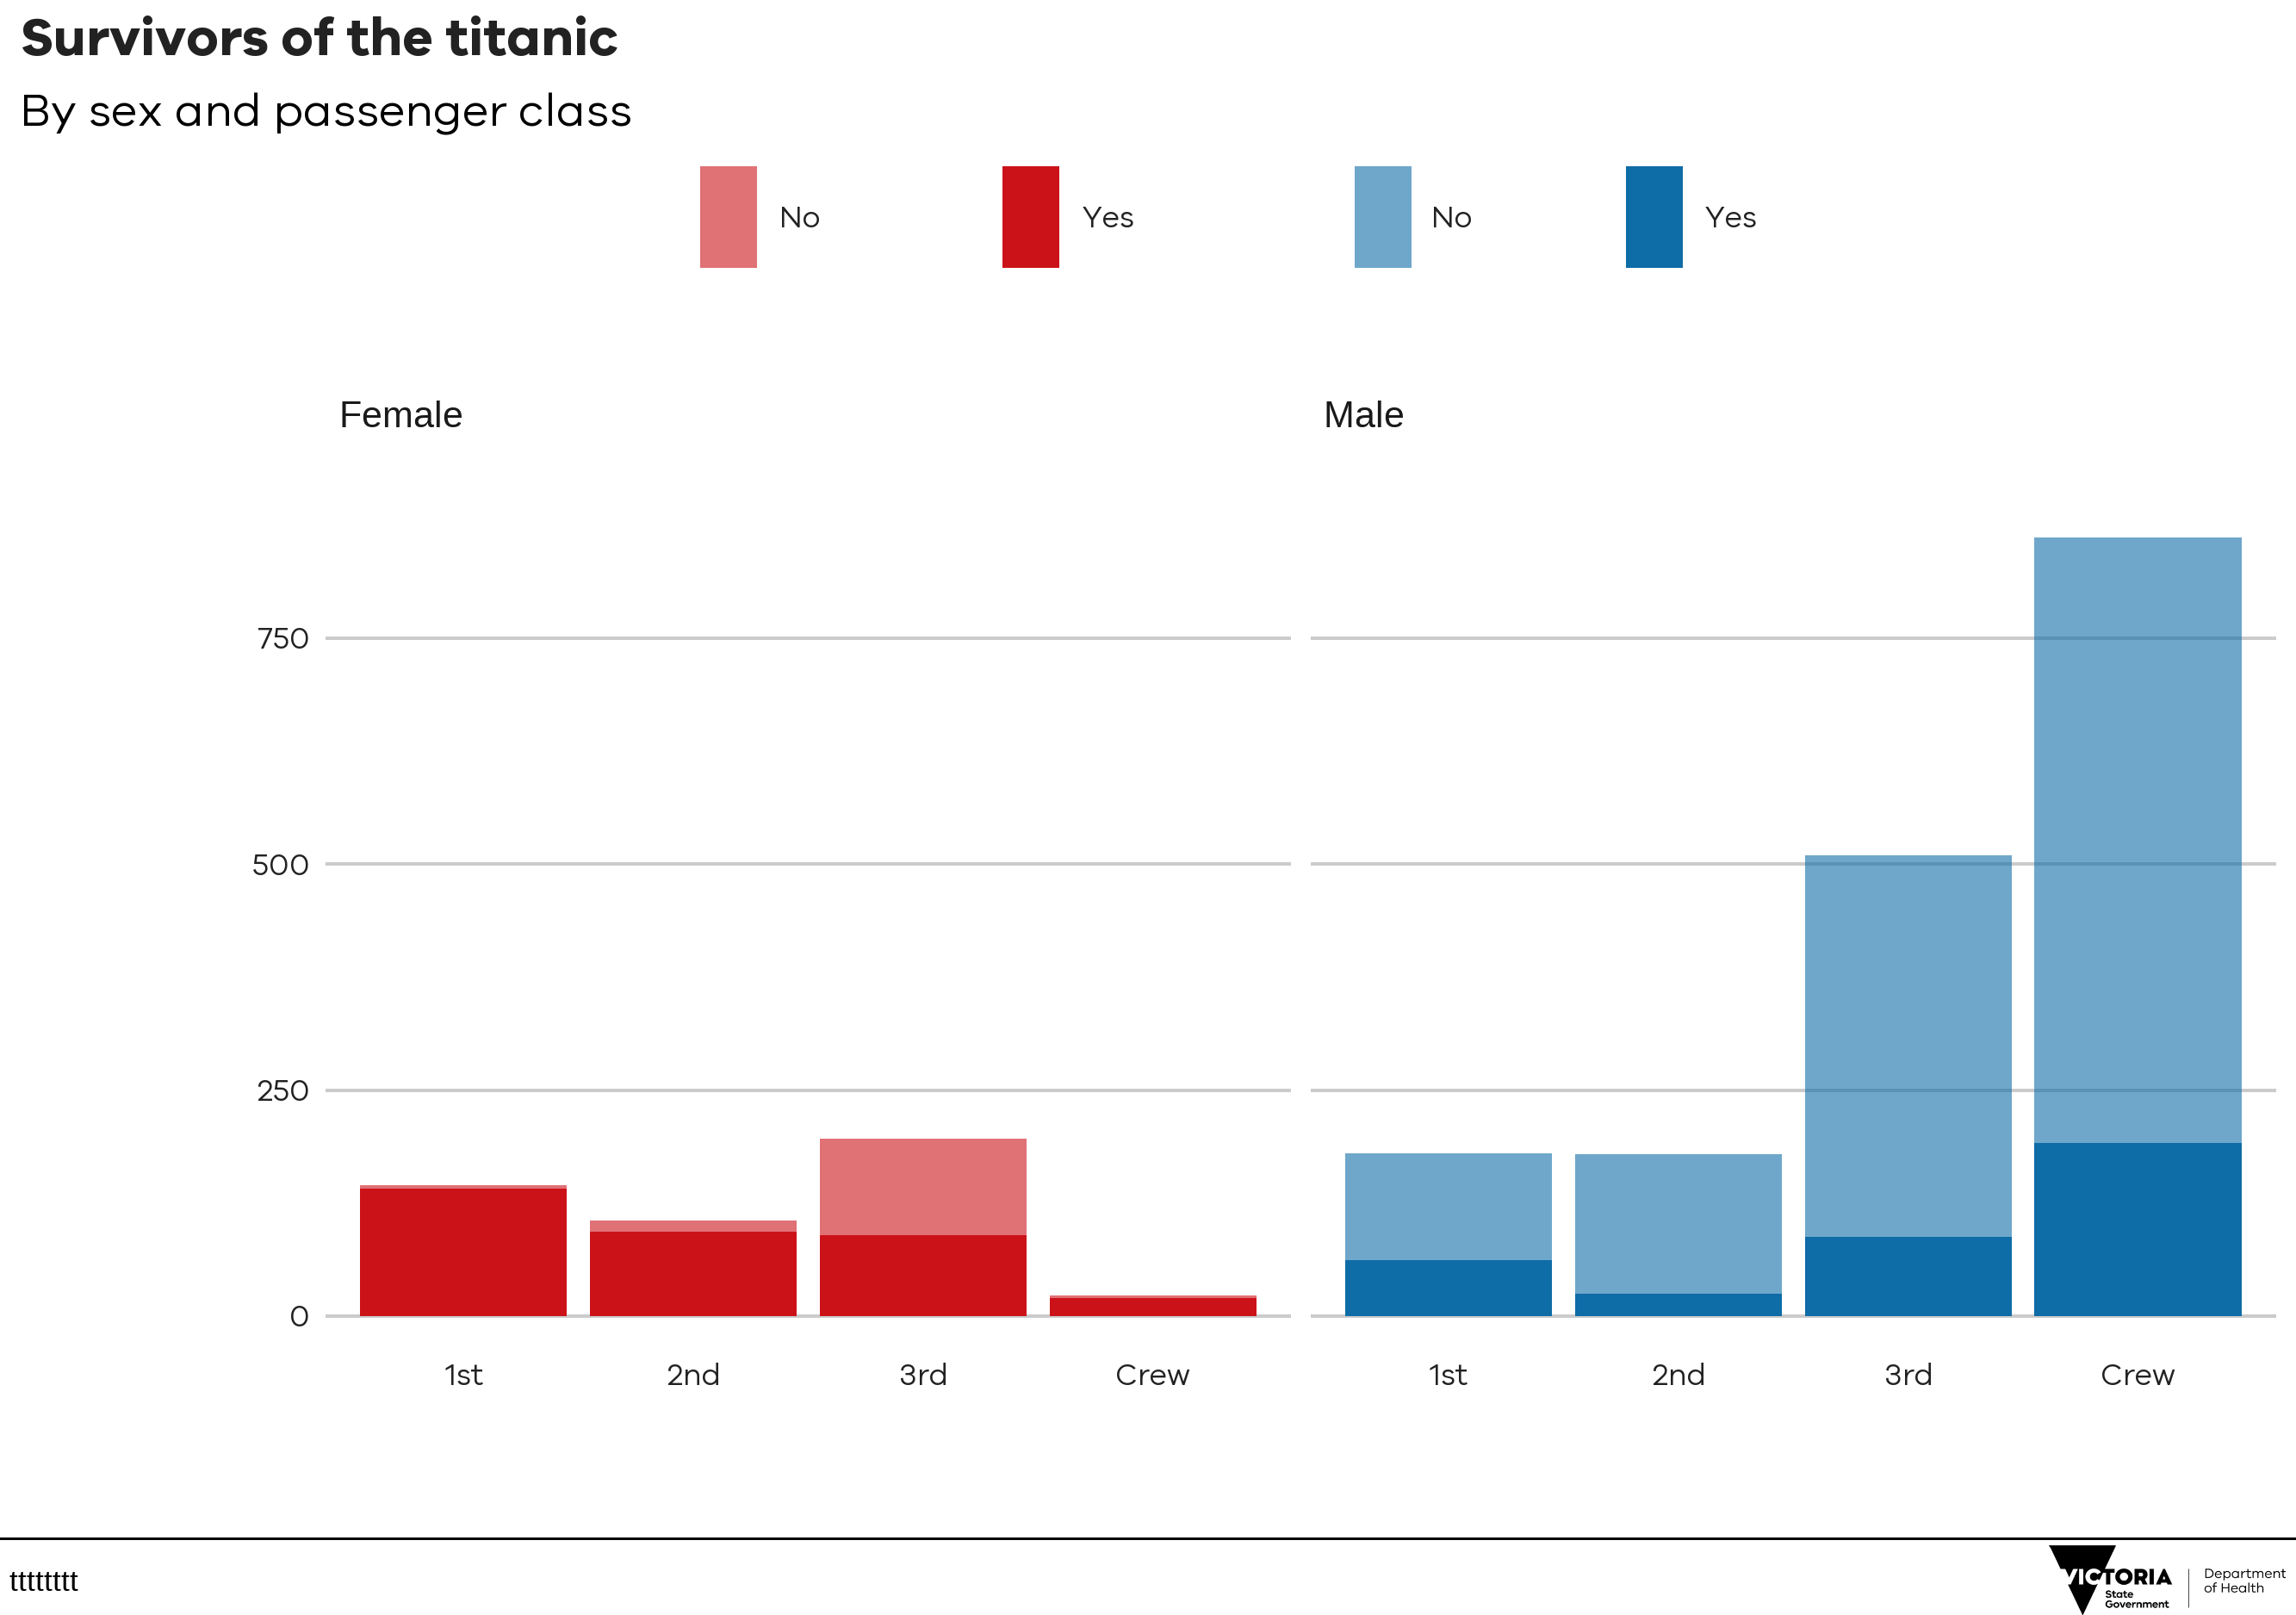 Survivors of the titanic
By sex and passenger class
No Yes No Yes
Female Male
750
500
250
0
1st 2nd 3rd Crew 1st 2nd 3rd Crew
tttttttt
VICTORIA
State
Government
Department
of Health